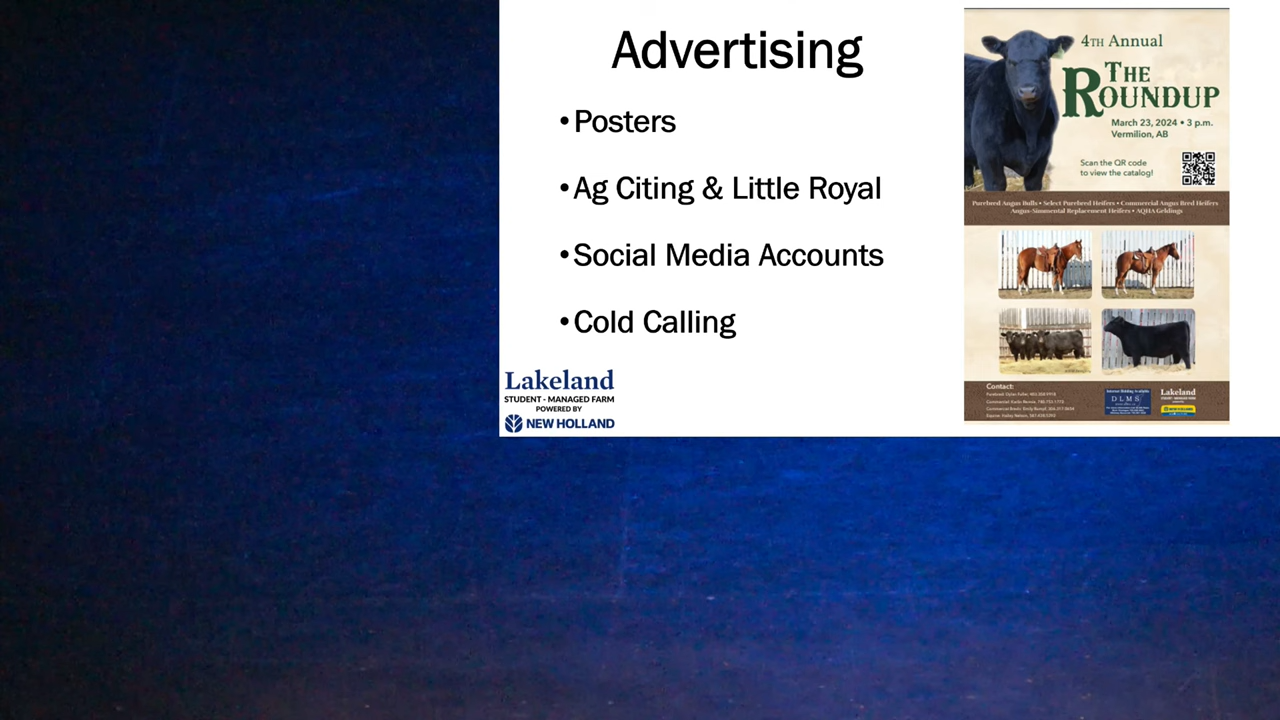 Advertising
•Posters
•Ag Citing & Little Royal
•Social Media Accounts
•Cold Calling
Lakeland
STUDENT - MANAGED FARM
POWERED BY
NEW HOLLAND
4TH Annual
THE
ROUNDUP
March 23, 2024 • 3 p.m.
Vermilion, AB
Scan the QR code
to view the catalog!
Purebred Angus Bulls • Select Purebred Heifers • Commercial Angus Bred Heifers
Angus-Simmental Replacement Heifers • AQHA Geldings
Contact:
DLMS
Lakeland